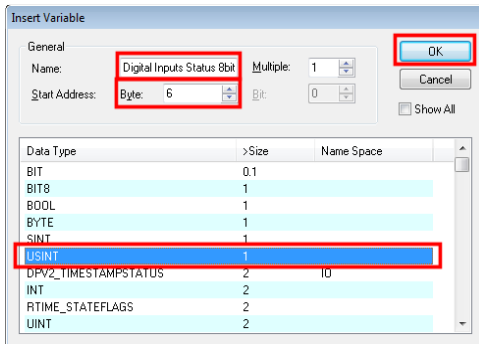 Insert Variable
General
Name: Digital Inputs Status 8bit Multiple: 1
Start Address: Byte: 6 Bit: 0
OK
Cancel
Show All
Data Type >Size Name Space
BIT 0.1
BIT8 1
BOOL 1
BYTE 1
SINT 1
USINT 1
DPV2_TIMESTAMPSTATUS 2 IO
INT 2
RTIME_STATEFLAGS 2
UINT 2